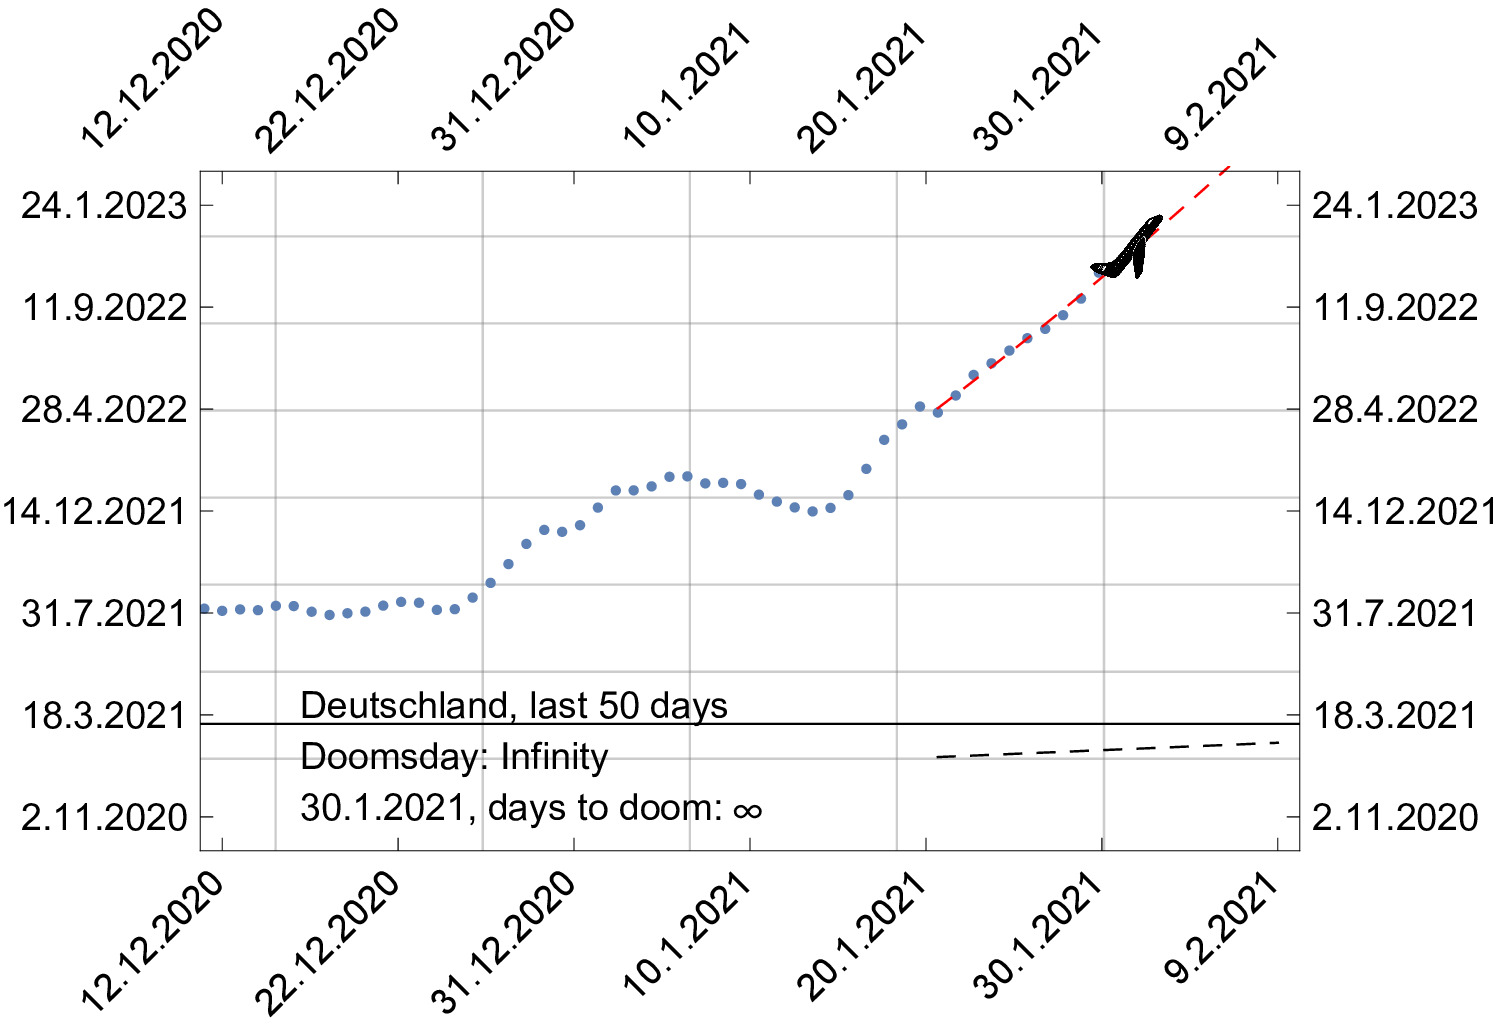 12.12.2020 22.12.2020 31.12.2020 10.1.2021 20.1.2021 30.1.2021 9.2.2021
24.1.2023 24.1.2023
11.9.2022 11.9.2022
28.4.2022 28.4.2022
14.12.2021 14.12.2021
31.7.2021 31.7.2021
Deutschland, last 50 days
18.3.2021 18.3.2021
Doomsday: Infinity
30.1.2021, days to doom: ∞
2.11.2020 2.11.2020
12.12.2020 22.12.2020 31.12.2020 10.1.2021 20.1.2021 30.1.2021 9.2.2021